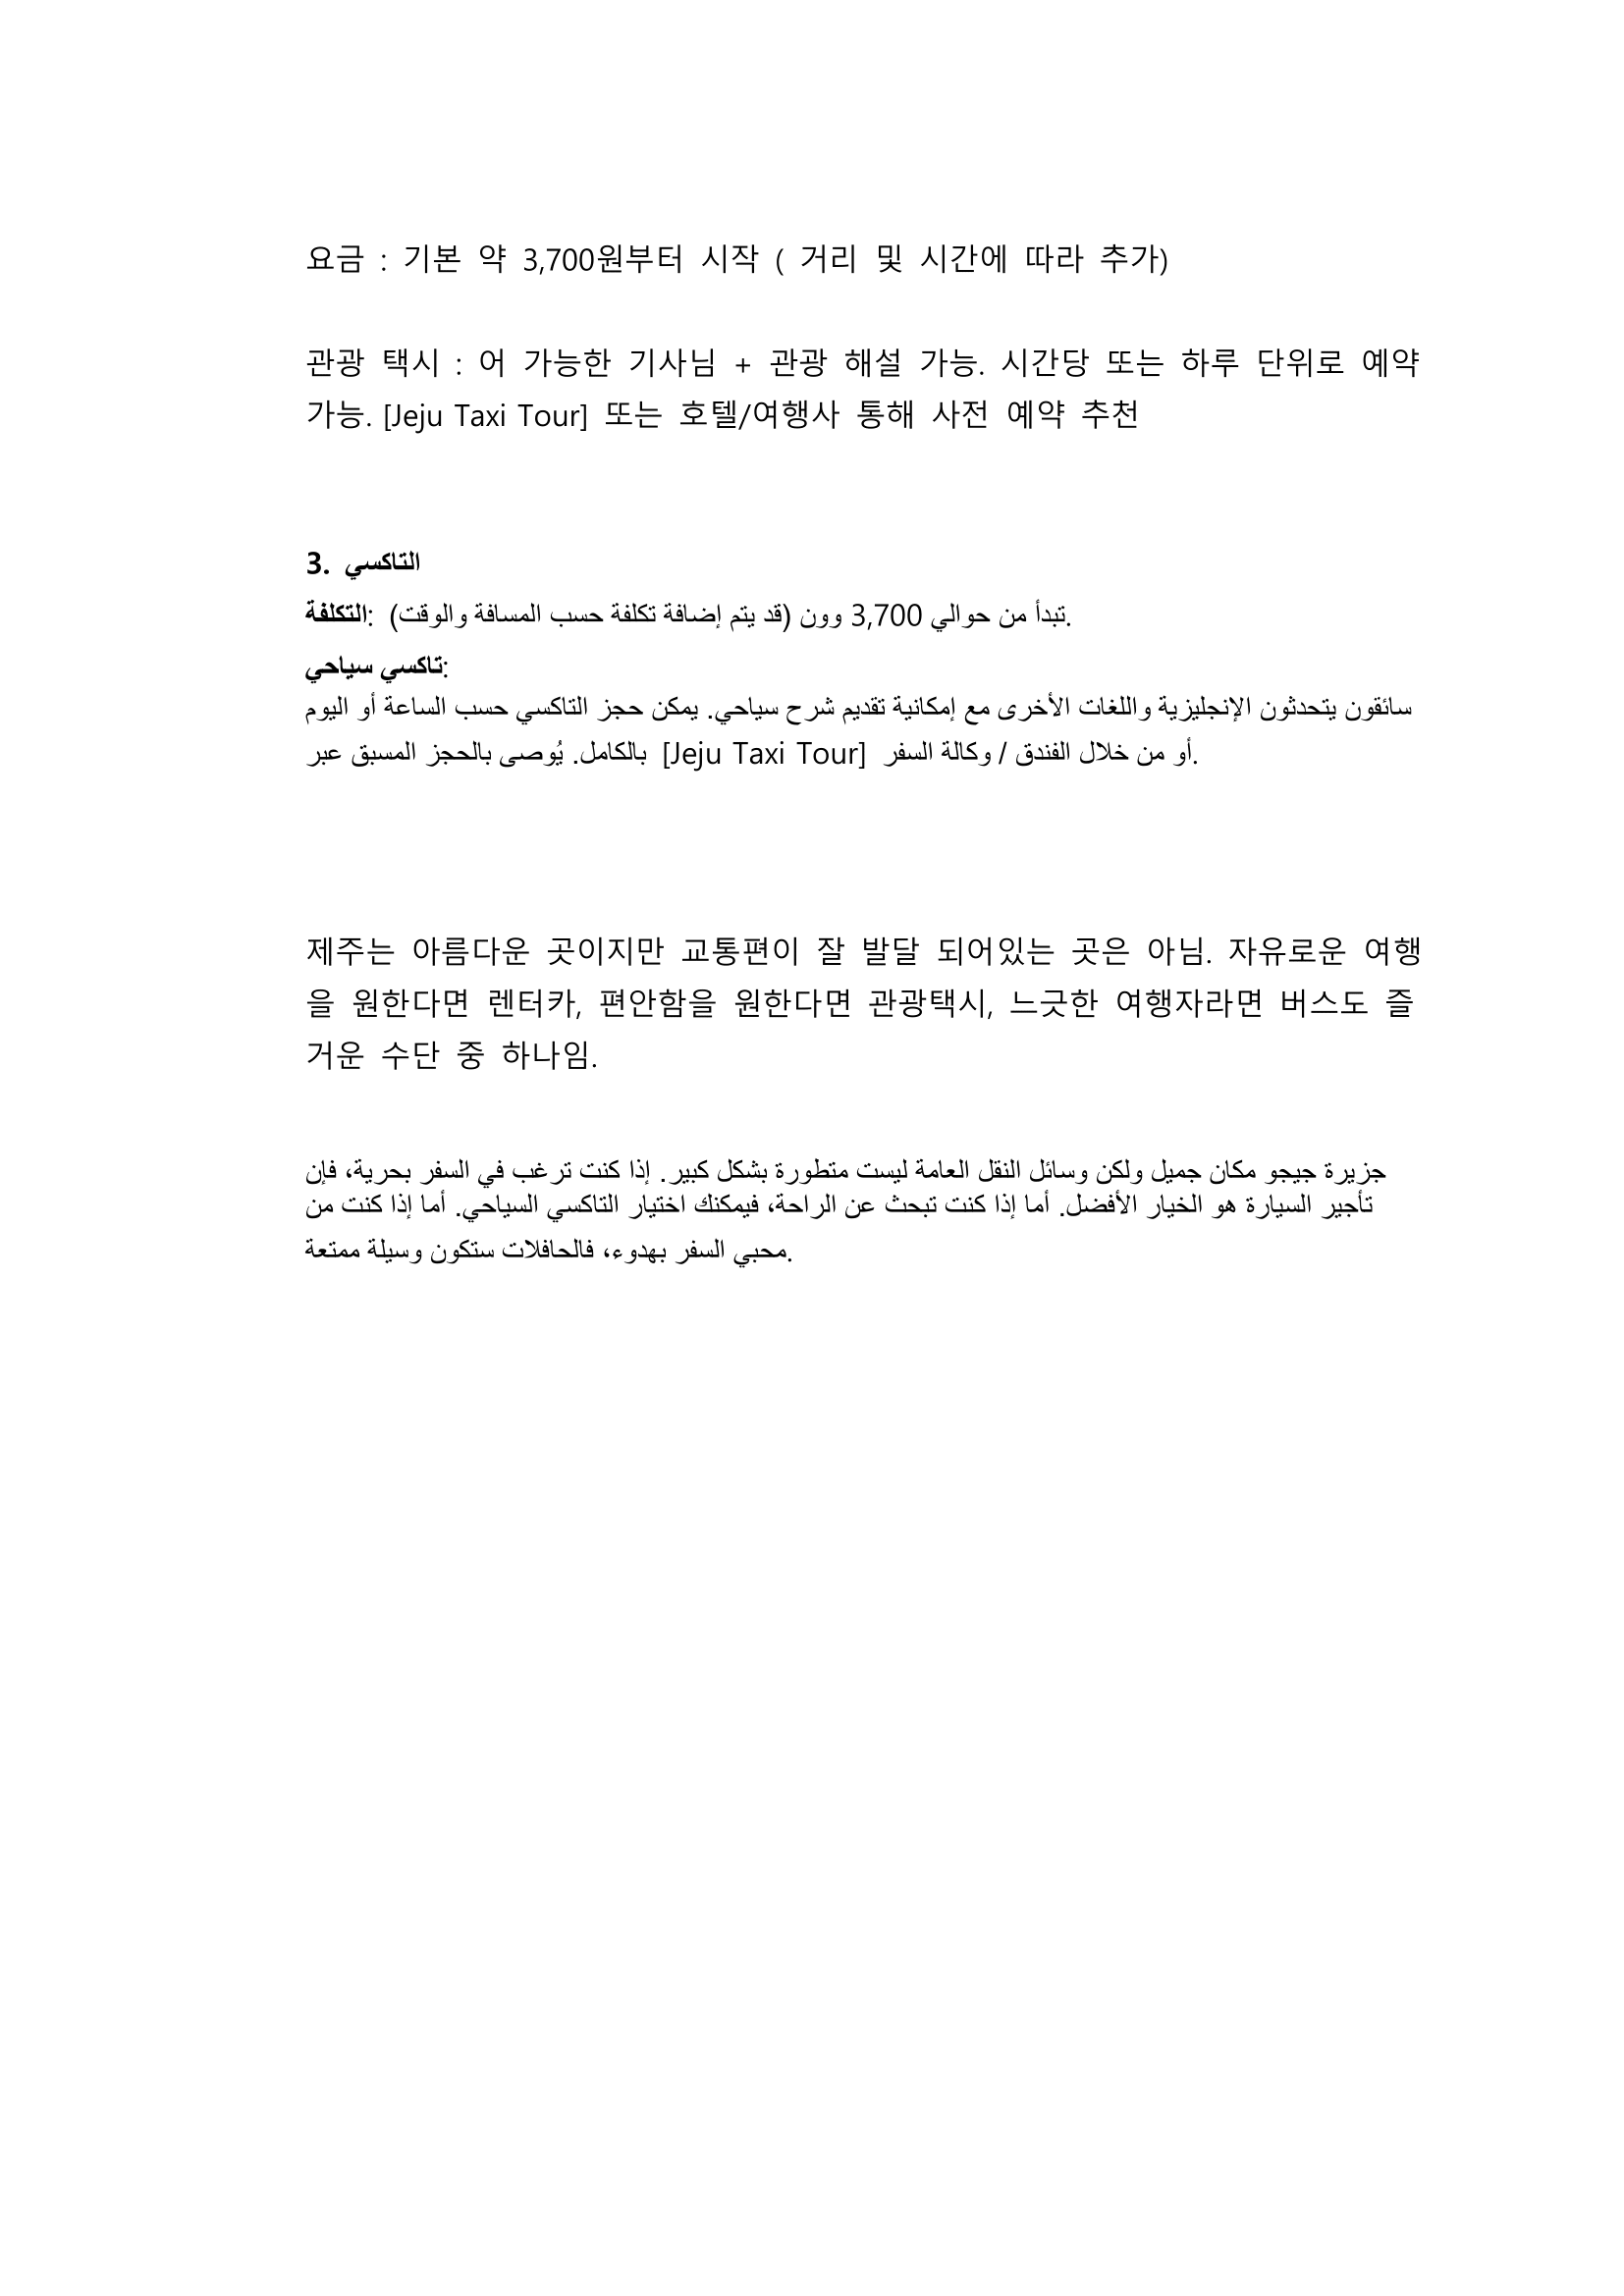 요금 : 기본 약 3,700원부터 시작 ( 거리 및 시간에 따라 추가)
관광 택시 : 어 가능한 기사님 + 관광 해설 가능. 시간당 또는 하루 단위로 예약
가능. [Jeju Taxi Tour] 또는 호텔/여행사 통해 사전 예약 추천
3. التاكسي
التكلفة: تبدأ من حوالي 3,700 وون (قد يتم إضافة تكلفة حسب المسافة والوقت).
تاكسي سياحي:
سائقون يتحدثون الإنجليزية واللغات الأخرى مع إمكانية تقديم شرح سياحي. يمكن حجز التاكسي حسب الساعة أو اليوم
بالكامل. يُوصى بالحجز المسبق عبر [Jeju Taxi Tour] أو من خلال الفندق / وكالة السفر.
제주는 아름다운 곳이지만 교통편이 잘 발달 되어있는 곳은 아님. 자유로운 여행
을 원한다면 렌터카, 편안함을 원한다면 관광택시, 느긋한 여행자라면 버스도 즐
거운 수단 중 하나임.
جزيرة جيجو مكان جميل ولكن وسائل النقل العامة ليست متطورة بشكل كبير. إذا كنت ترغب في السفر بحرية، فإن
تأجير السيارة هو الخيار الأفضل. أما إذا كنت تبحث عن الراحة، فيمكنك اختيار التاكسي السياحي. أما إذا كنت من
محبي السفر بهدوء، فالحافلات ستكون وسيلة ممتعة.